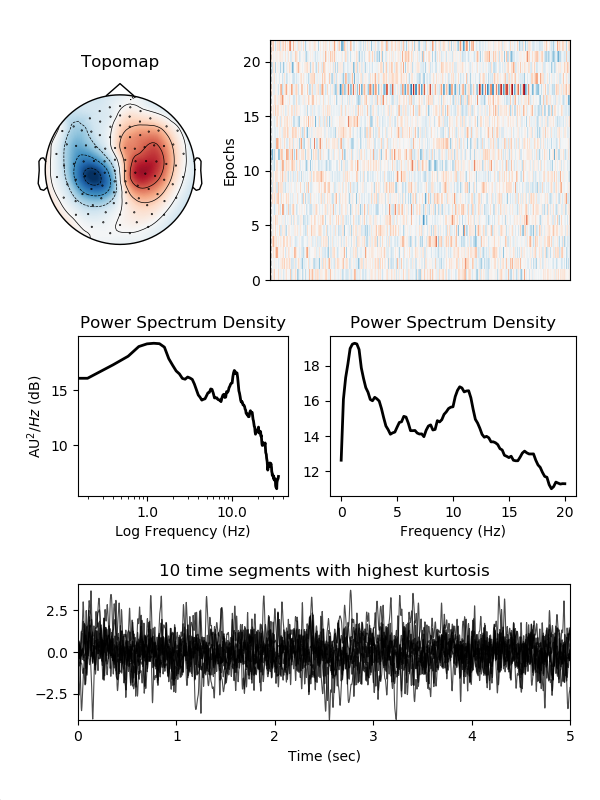 Topomap
20
15
10
5
0
Epochs
Power Spectrum Density
15
10
AU²/Hz (dB)
1.0 10.0
Log Frequency (Hz)
Power Spectrum Density
18
16
14
12
0 5 10 15 20
Frequency (Hz)
10 time segments with highest kurtosis
2.5
0.0
−2.5
0 1 2 3 4 5
Time (sec)